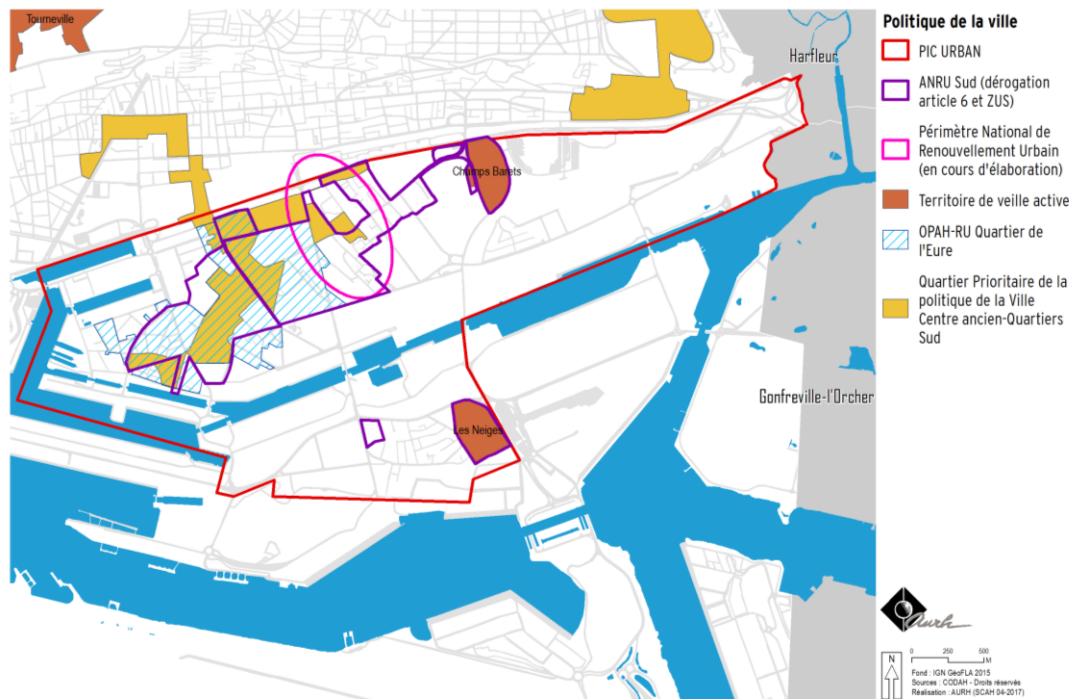 Tourneville
Harfleur
Champs Barets
Les Neiges
Gonfreville-l'Orcher
Politique de la ville
PIC URBAN
ANRU Sud (dérogation
article 6 et ZUS)
Périmètre National de
Renouvellement Urbain
(en cours d'élaboration)
Territoire de veille active
OPAH-RU Quartier de
l'Eure
Quartier Prioritaire de la
politique de la Ville
Centre ancien-Quartiers
Sud
aurh
N
0 250 500
M
Fond : IGN GéoFLA 2015
Sources : CODAH - Droits réservés
Réalisation : AURH (SCAH 04-2017)